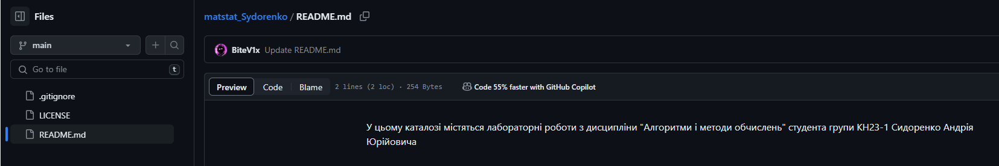 Files
main
Go to file
t
.gitignore
LICENSE
README.md
matstat_Sydorenko / README.md
BiteV1x Update README.md
Preview Code Blame 2 lines (2 loc) · 254 Bytes Code 55% faster with GitHub Copilot
У цьому каталозі містяться лабораторні роботи з дисципліни "Алгоритми і методи обчислень" студента групи КН23-1 Сидоренко Андрія
Юрійовича